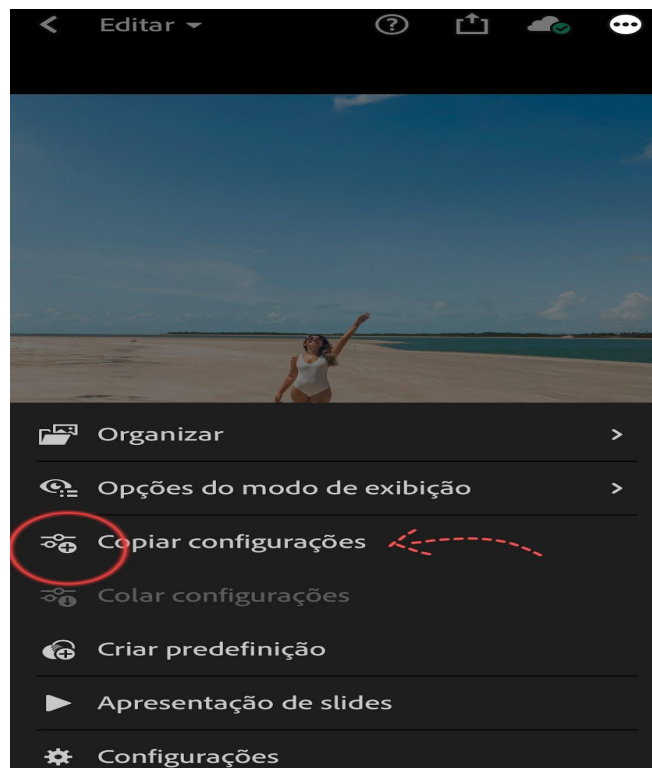 Editar
Organizar
Opções do modo de exibição
Copiar configurações
Colar configurações
Criar predefinição
Apresentação de slides
Configurações